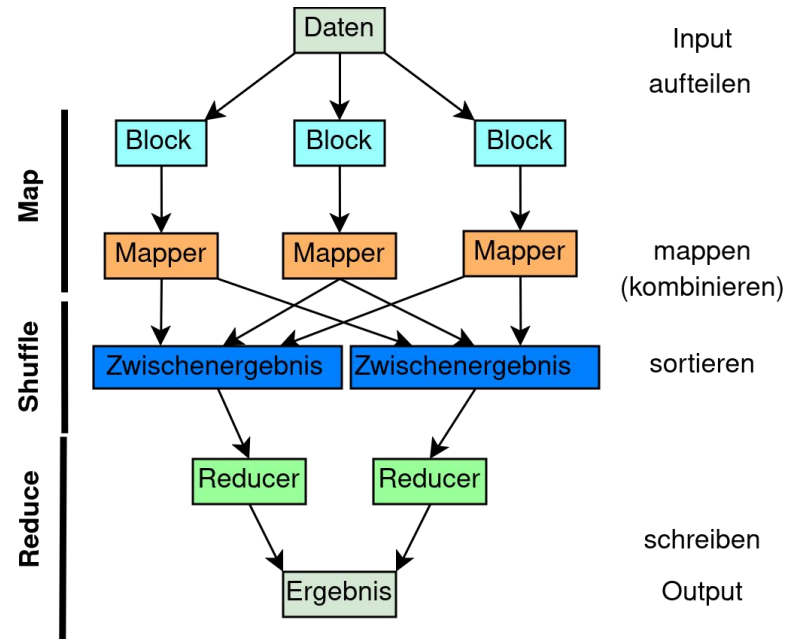 Daten
Input
aufteilen
Block
Block
Block
Map
Mapper
Mapper
Mapper
mappen
(kombinieren)
Shuffle
Zwischenergebnis
Zwischenergebnis
sortieren
Reduce
Reducer
Reducer
schreiben
Ergebnis
Output